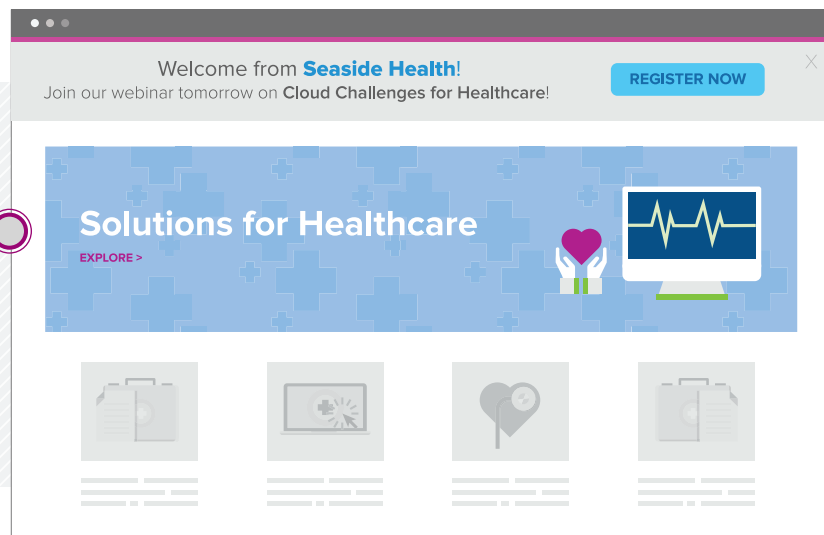 Welcome from Seaside Health!
Join our webinar tomorrow on Cloud Challenges for Healthcare!
REGISTER NOW
X
Solutions for Healthcare
EXPLORE >